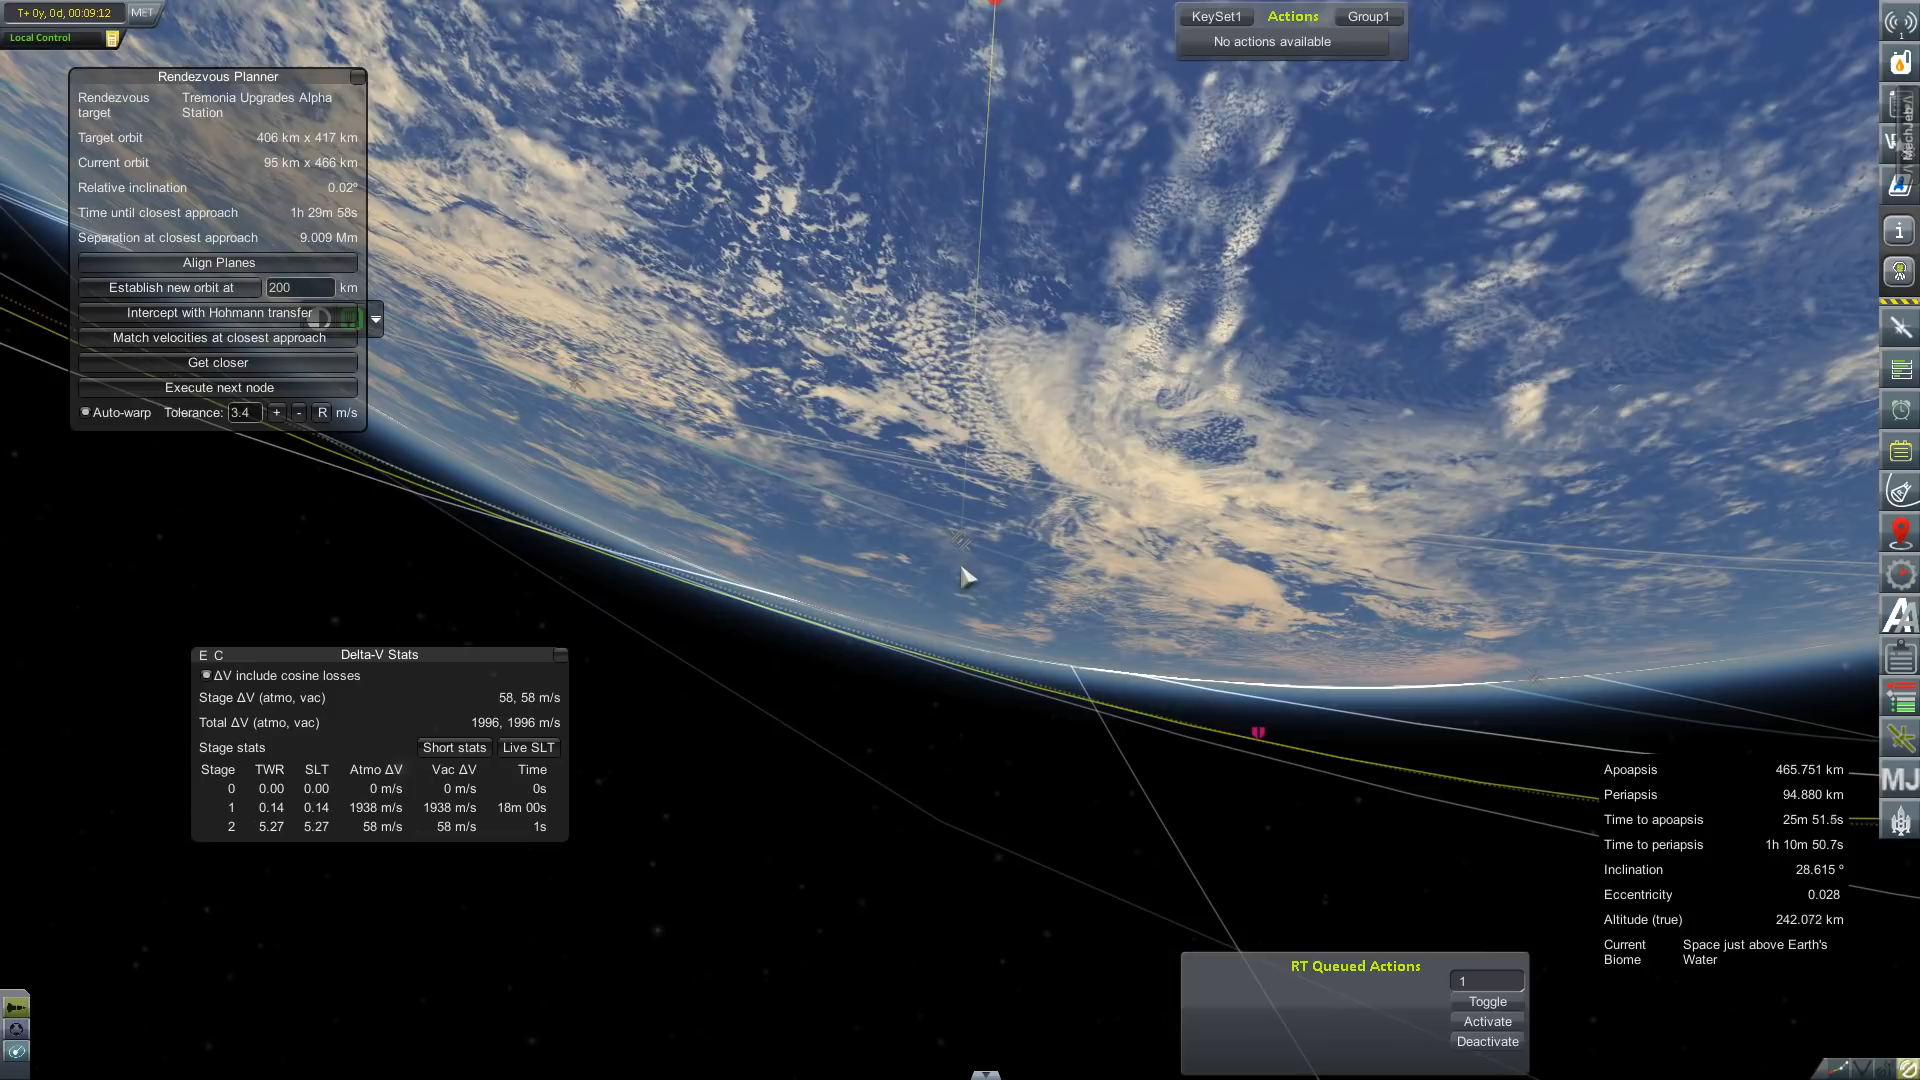 T+ 0y, 0d, 00:09:12 MET
Local Control
KeySet1 Actions Group1
No actions available
1
MechJeb
Rendezvous Planner
Rendezvous target Tremonia Upgrades Alpha Station
Target orbit 406 km x 417 km
Current orbit 95 km x 466 km
Relative inclination 0.02º
Time until closest approach 1h 29m 58s
Separation at closest approach 9.009 Mm
Align Planes
Establish new orbit at 200 km
Intercept with Hohmann transfer
Match velocities at closest approach
Get closer
Execute next node
Auto-warp Tolerance: 3.4 + - R m/s
E C Delta-V Stats
ΔV include cosine losses
Stage ΔV (atmo, vac) 58, 58 m/s
Total ΔV (atmo, vac) 1996, 1996 m/s
Stage stats Short stats Live SLT
Stage TWR SLT Atmo ΔV Vac ΔV Time
0 0.00 0.00 0 m/s 0 m/s 0s
1 0.14 0.14 1938 m/s 1938 m/s 18m 00s
2 5.27 5.27 58 m/s 58 m/s 1s
Apoapsis 465.751 km
Periapsis 94.880 km
Time to apoapsis 25m 51.5s
Time to periapsis 1h 10m 50.7s
Inclination 28.615 º
Eccentricity 0.028
Altitude (true) 242.072 km
Current Biome Space just above Earth's Water
MJ
RT Queued Actions
1
Toggle
Activate
Deactivate